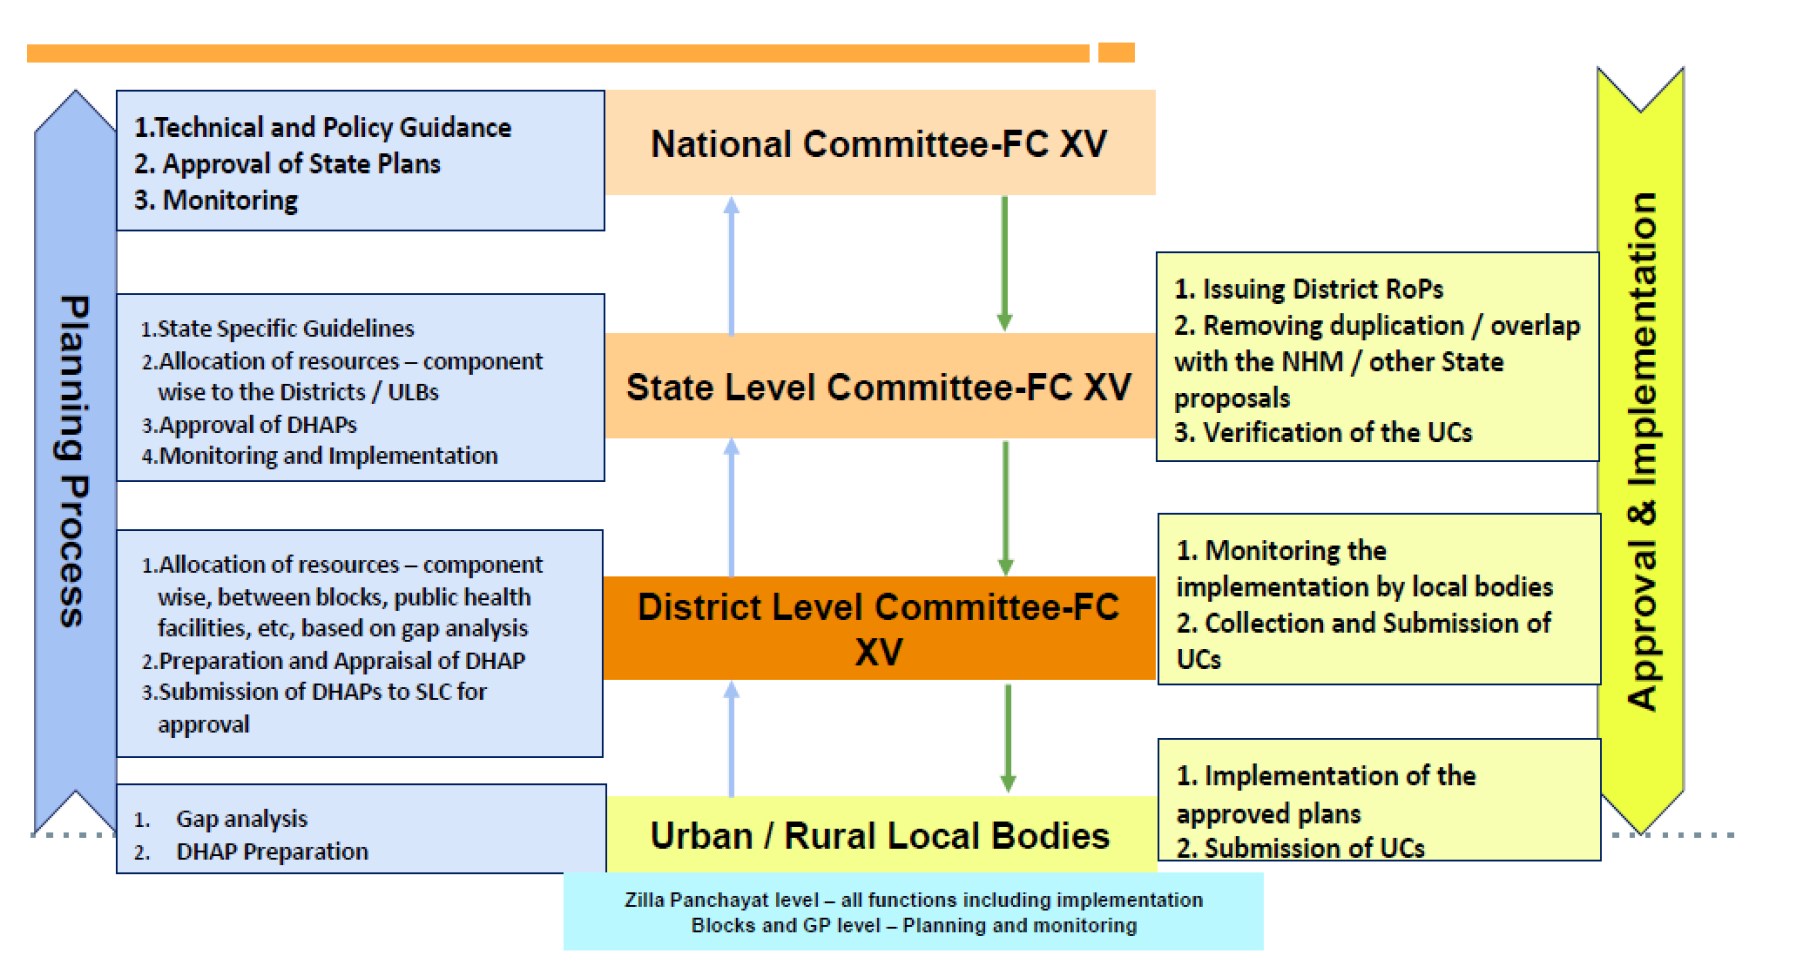 Planning Process
1.Technical and Policy Guidance
2. Approval of State Plans
3. Monitoring
National Committee-FC XV
1.State Specific Guidelines
2.Allocation of resources – component
wise to the Districts / ULBs
3.Approval of DHAPs
4.Monitoring and Implementation
State Level Committee-FC XV
1. Issuing District RoPs
2. Removing duplication / overlap
with the NHM / other State
proposals
3. Verification of the UCs
1.Allocation of resources – component
wise, between blocks, public health
facilities, etc, based on gap analysis
2.Preparation and Appraisal of DHAP
3.Submission of DHAPs to SLC for
approval
District Level Committee-FC
XV
1. Monitoring the
implementation by local bodies
2. Collection and Submission of
UCs
1. Gap analysis
2. DHAP Preparation
Urban / Rural Local Bodies
1. Implementation of the
approved plans
2. Submission of UCs
Zilla Panchayat level – all functions including implementation
Blocks and GP level – Planning and monitoring
Approval & Implementation